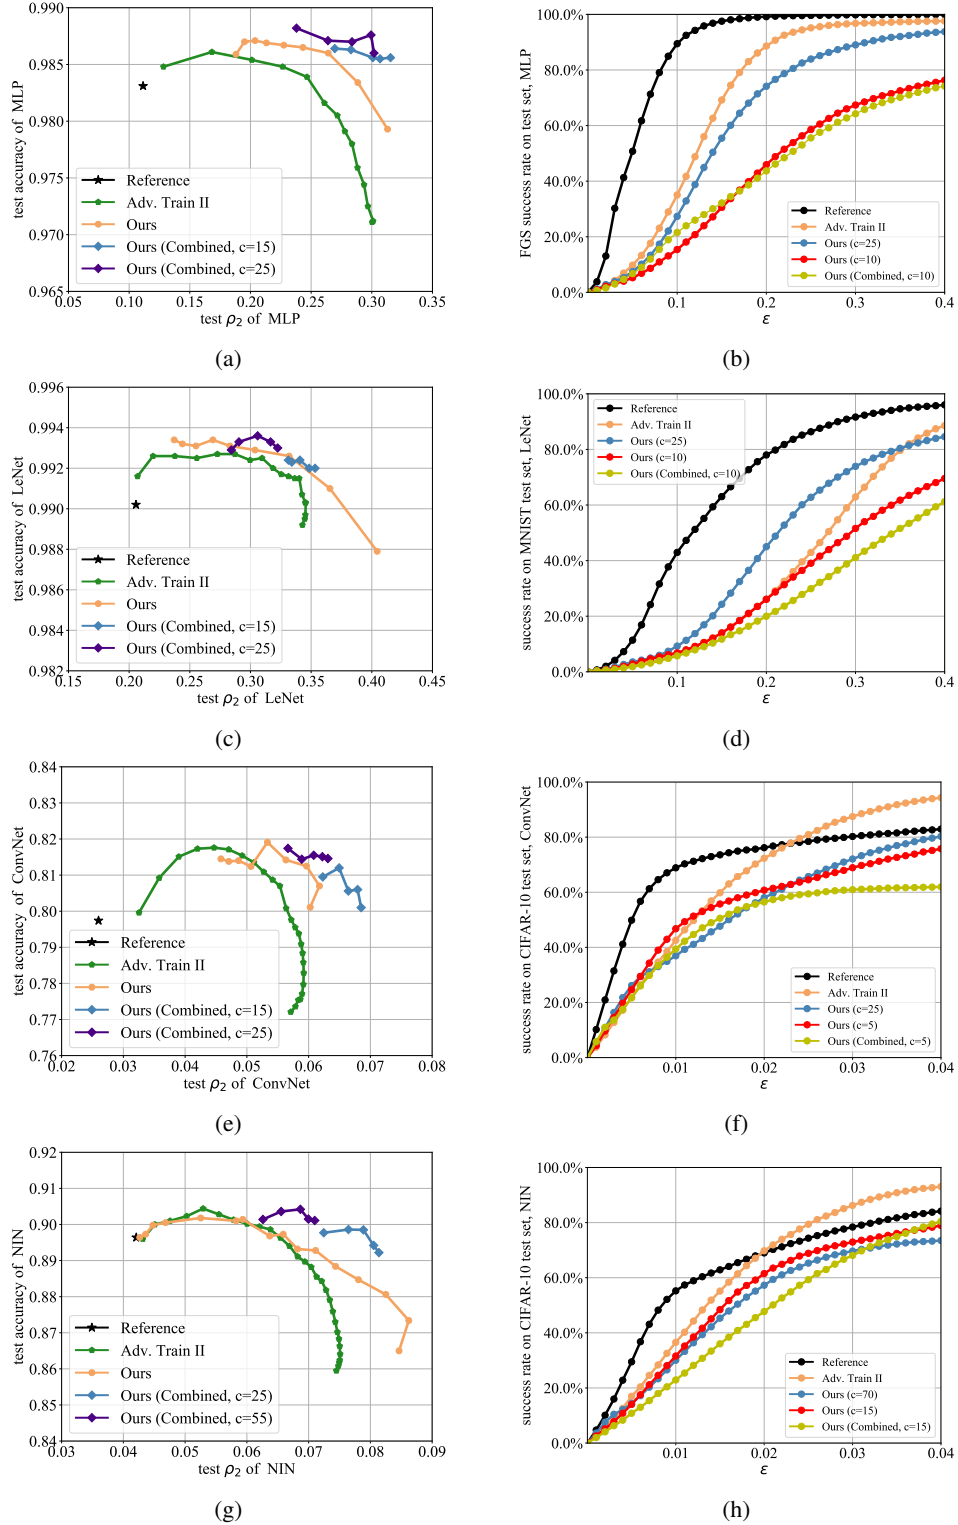 0.990
0.985
0.980
0.975
0.970
0.965
0.05 0.10 0.15 0.20 0.25 0.30 0.35
test accuracy of MLP
test ρ2 of MLP
Reference
Adv. Train II
Ours
Ours (Combined, c=15)
Ours (Combined, c=25)
(a)
100.0%
80.0%
60.0%
40.0%
20.0%
0.0%
0.1 0.2 0.3 0.4
FGS success rate on test set, MLP
ε
Reference
Adv. Train II
Ours (c=25)
Ours (c=10)
Ours (Combined, c=10)
(b)
0.996
0.994
0.992
0.990
0.988
0.986
0.984
0.982
0.15 0.20 0.25 0.30 0.35 0.40 0.45
test accuracy of LeNet
test ρ2 of LeNet
Reference
Adv. Train II
Ours
Ours (Combined, c=15)
Ours (Combined, c=25)
(c)
100.0%
80.0%
60.0%
40.0%
20.0%
0.0%
0.1 0.2 0.3 0.4
success rate on MNIST test set, LeNet
ε
Reference
Adv. Train II
Ours (c=25)
Ours (c=10)
Ours (Combined, c=10)
(d)
0.84
0.83
0.82
0.81
0.80
0.79
0.78
0.77
0.76
0.02 0.03 0.04 0.05 0.06 0.07 0.08
test accuracy of ConvNet
test ρ2 of ConvNet
Reference
Adv. Train II
Ours
Ours (Combined, c=15)
Ours (Combined, c=25)
(e)
100.0%
80.0%
60.0%
40.0%
20.0%
0.0%
0.01 0.02 0.03 0.04
success rate on CIFAR-10 test set, ConvNet
ε
Reference
Adv. Train II
Ours (c=25)
Ours (c=5)
Ours (Combined, c=5)
(f)
0.92
0.91
0.90
0.89
0.88
0.87
0.86
0.85
0.84
0.03 0.04 0.05 0.06 0.07 0.08 0.09
test accuracy of NIN
test ρ2 of NIN
Reference
Adv. Train II
Ours
Ours (Combined, c=25)
Ours (Combined, c=55)
(g)
100.0%
80.0%
60.0%
40.0%
20.0%
0.0%
0.01 0.02 0.03 0.04
success rate on CIFAR-10 test set, NIN
ε
Reference
Adv. Train II
Ours (c=70)
Ours (c=15)
Ours (Combined, c=15)
(h)